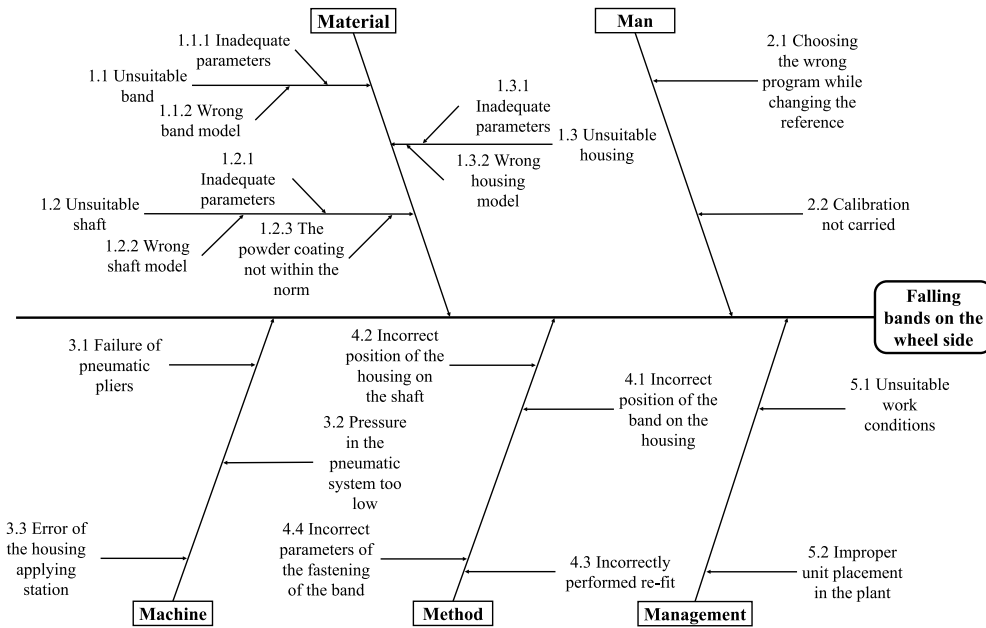 Material
Man
1.1.1 Inadequate
parameters
1.1 Unsuitable
band
1.1.2 Wrong
band model
1.3.1
Inadequate
parameters
1.3 Unsuitable
housing
1.3.2 Wrong
housing
model
1.2.1
Inadequate
parameters
1.2 Unsuitable
shaft
1.2.2 Wrong
shaft model
1.2.3 The
powder coating
not within the
norm
2.1 Choosing
the wrong
program while
changing the
reference
2.2 Calibration
not carried
Falling
bands on the
wheel side
3.1 Failure of
pneumatic
pliers
3.2 Pressure
in the
pneumatic
system too
low
3.3 Error of
the housing
applying
station
4.2 Incorrect
position of the
housing on
the shaft
4.1 Incorrect
position of the
band on the
housing
4.4 Incorrect
parameters of
the fastening
of the band
4.3 Incorrectly
performed re-fit
5.1 Unsuitable
work
conditions
5.2 Improper
unit placement
in the plant
Machine
Method
Management